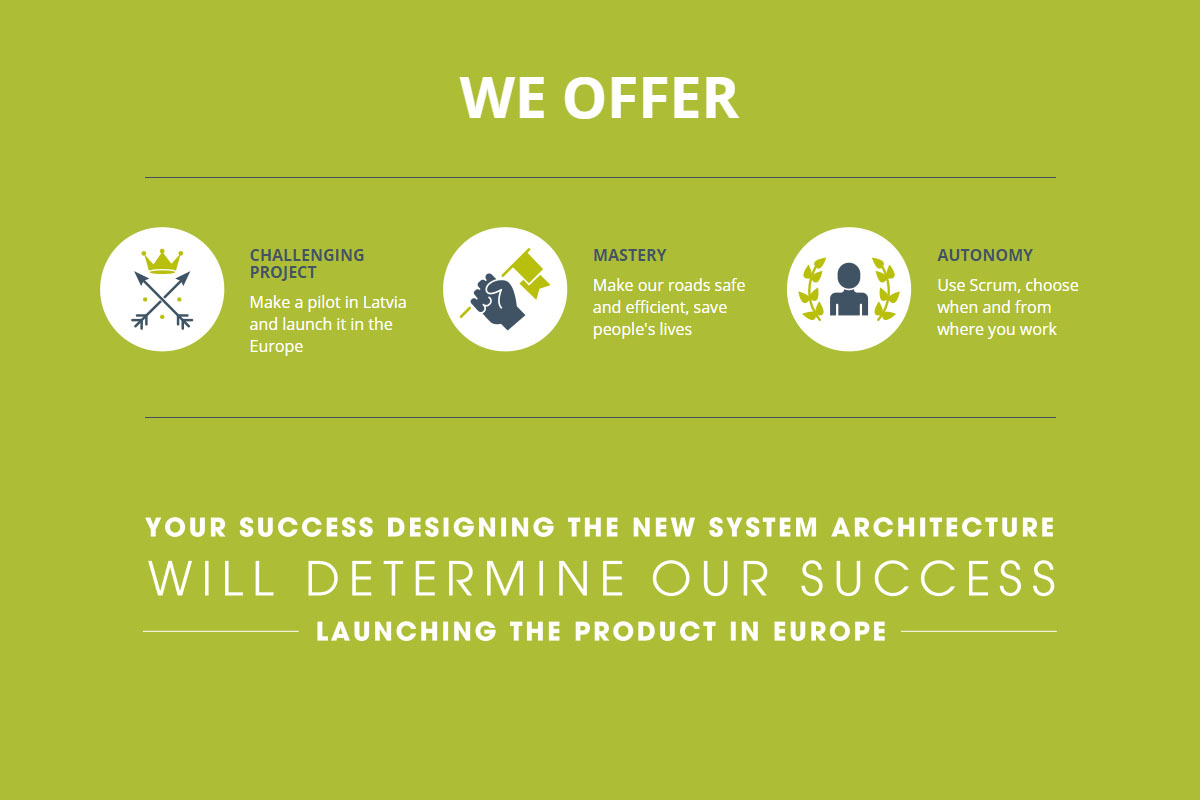 WE OFFER
CHALLENGING
PROJECT
Make a pilot in Latvia
and launch it in the
Europe
MASTERY
Make our roads safe
and efficient, save
people's lives
AUTONOMY
Use Scrum, choose
when and from
where you work
YOUR SUCCESS DESIGNING THE NEW SYSTEM ARCHITECTURE
WILL DETERMINE OUR SUCCESS
LAUNCHING THE PRODUCT IN EUROPE